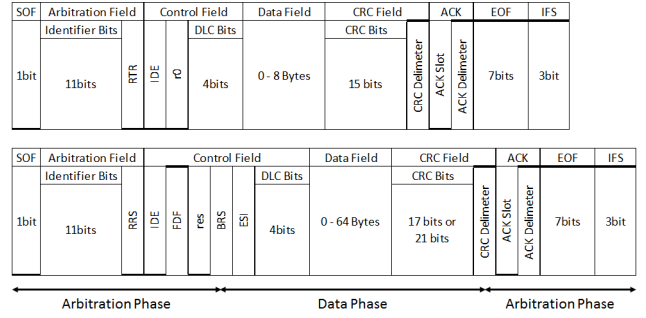 SOF Arbitration Field Control Field Data Field CRC Field ACK EOF IFS
Identifier Bits DLC Bits CRC Bits
1bit 11bits RTR IDE r0 4bits 0 - 8 Bytes 15 bits CRC Delimeter ACK Slot ACK Delimeter 7bits 3bit
SOF Arbitration Field Control Field Data Field CRC Field ACK EOF IFS
Identifier Bits DLC Bits CRC Bits
1bit 11bits RRS IDE FDF res BRS ESI 4bits 0 - 64 Bytes 17 bits or 21 bits CRC Delimeter ACK Slot ACK Delimeter 7bits 3bit
Arbitration Phase Data Phase Arbitration Phase